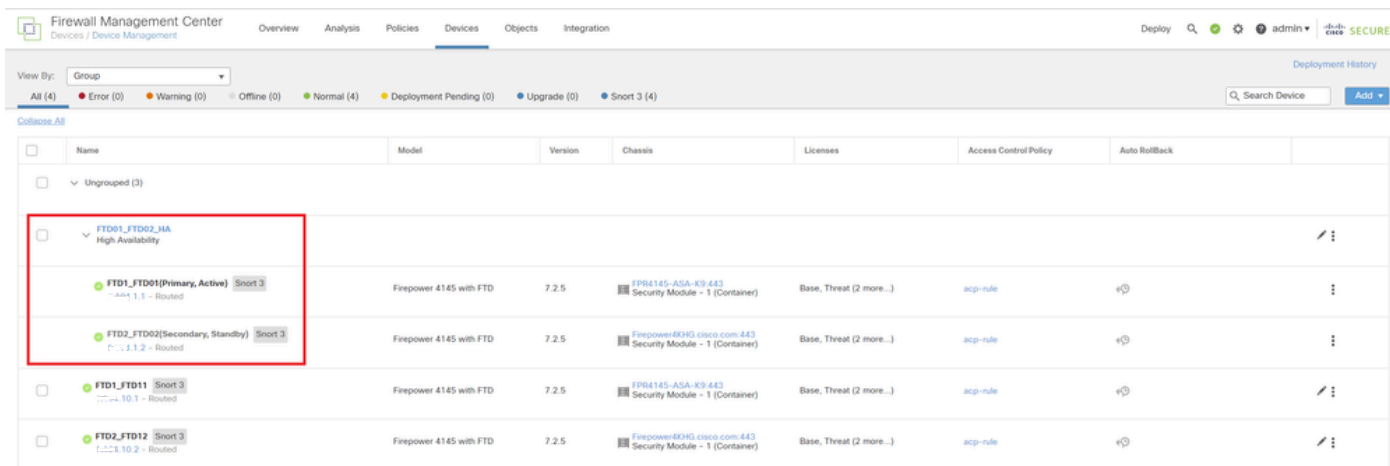 Firewall Management Center
Devices / Device Management
Overview Analysis Policies Devices Objects Integration
Deploy admin
cisco SECURE
Deployment History
View By: Group
All (4) Error (0) Warning (0) Offline (0) Normal (4) Deployment Pending (0) Upgrade (0) Snort 3 (4)
Search Device Add
Collapse All
Name Model Version Chassis Licenses Access Control Policy Auto RollBack
Ungrouped (3)
FTD01_FTD02_HA
High Availability
FTD1_FTD01(Primary, Active) Snort 3
1.1 - Routed
Firepower 4145 with FTD 7.2.5
FPR4145-ASA-K9:443
Security Module - 1 (Container)
Base, Threat (2 more...) acp-rule
FTD2_FTD02(Secondary, Standby) Snort 3
1.2 - Routed
Firepower 4145 with FTD 7.2.5
Firepower4KHG.cisco.com:443
Security Module - 1 (Container)
Base, Threat (2 more...) acp-rule
FTD1_FTD11 Snort 3
.10.1 - Routed
Firepower 4145 with FTD 7.2.5
FPR4145-ASA-K9:443
Security Module - 1 (Container)
Base, Threat (2 more...) acp-rule
FTD2_FTD12 Snort 3
.10.2 - Routed
Firepower 4145 with FTD 7.2.5
Firepower4KHG.cisco.com:443
Security Module - 1 (Container)
Base, Threat (2 more...) acp-rule